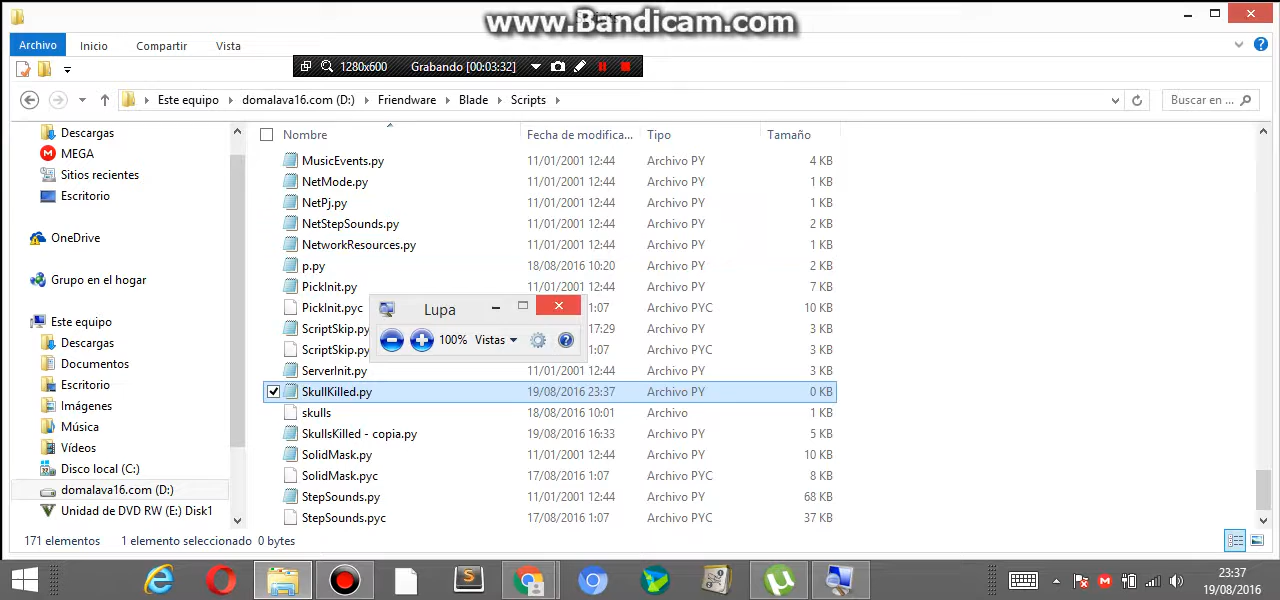 www.Bandicam.com
Archivo Inicio Compartir Vista
1280x600 Grabando [00:03:32]
Este equipo domalava16.com (D:) Friendware Blade Scripts Buscar en ...
Nombre Fecha de modifica... Tipo Tamaño
Descargas
MEGA
Sitios recientes
Escritorio
OneDrive
Grupo en el hogar
Este equipo
Descargas
Documentos
Escritorio
Imágenes
Música
Vídeos
Disco local (C:)
domalava16.com (D:)
Unidad de DVD RW (E:) Disk1
MusicEvents.py 11/01/2001 12:44 Archivo PY 4 KB
NetMode.py 11/01/2001 12:44 Archivo PY 1 KB
NetPj.py 11/01/2001 12:44 Archivo PY 1 KB
NetStepSounds.py 11/01/2001 12:44 Archivo PY 2 KB
NetworkResources.py 11/01/2001 12:44 Archivo PY 1 KB
p.py 18/08/2016 10:20 Archivo PY 2 KB
PickInit.py 11/01/2001 12:44 Archivo PY 7 KB
PickInit.pyc 1:07 Archivo PYC 10 KB
ScriptSkip.py 17:29 Archivo PY 3 KB
ScriptSkip.py 1:07 Archivo PYC 3 KB
ServerInit.py 11/01/2001 12:44 Archivo PY 3 KB
SkullKilled.py 19/08/2016 23:37 Archivo PY 0 KB
skulls 18/08/2016 10:01 Archivo 1 KB
SkullsKilled - copia.py 19/08/2016 16:33 Archivo PY 5 KB
SolidMask.py 11/01/2001 12:44 Archivo PY 10 KB
SolidMask.pyc 17/08/2016 1:07 Archivo PYC 8 KB
StepSounds.py 11/01/2001 12:44 Archivo PY 68 KB
StepSounds.pyc 17/08/2016 1:07 Archivo PYC 37 KB
Lupa
100% Vistas
171 elementos 1 elemento seleccionado 0 bytes
23:37
19/08/2016